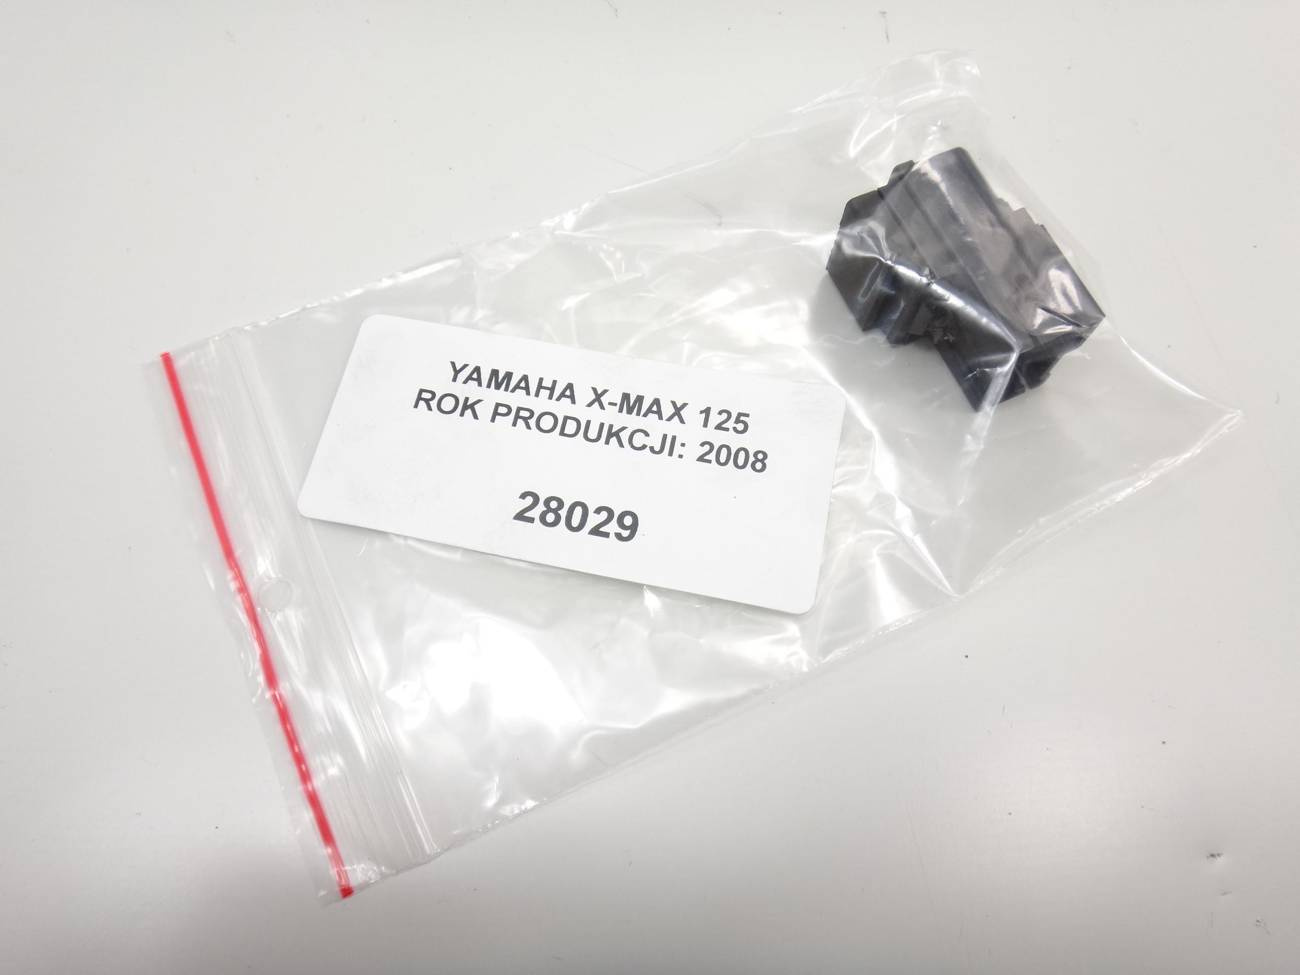 YAMAHA X-MAX 125
ROK PRODUKCJI: 2008
28029